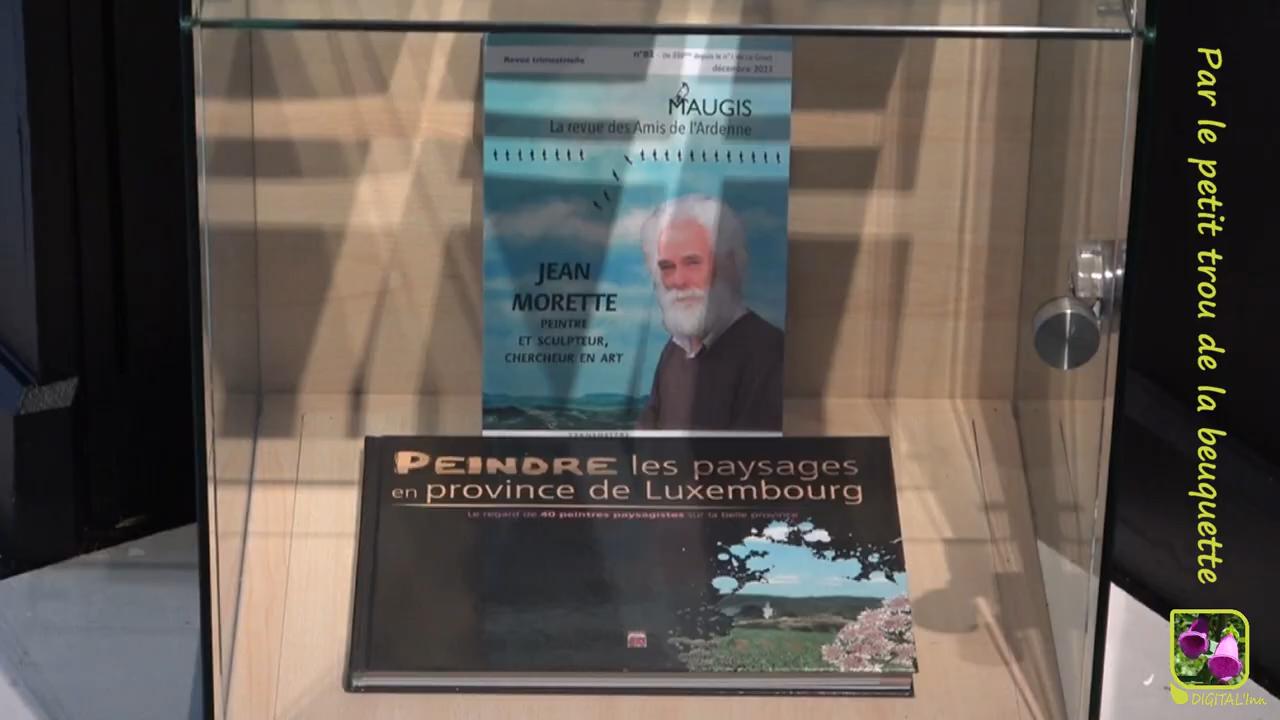 Revue trimestrielle
n°83
décembre 2023
MAUGIS
La revue des Amis de l'Ardenne
JEAN
MORETTE
PEINTRE
ET SCULPTEUR,
CHERCHEUR EN ART
PEINDRE les paysages
en province de Luxembourg
Le regard de 40 peintres paysagistes sur la belle province
Par le petit trou de la beuquette
DIGITAL'Inn